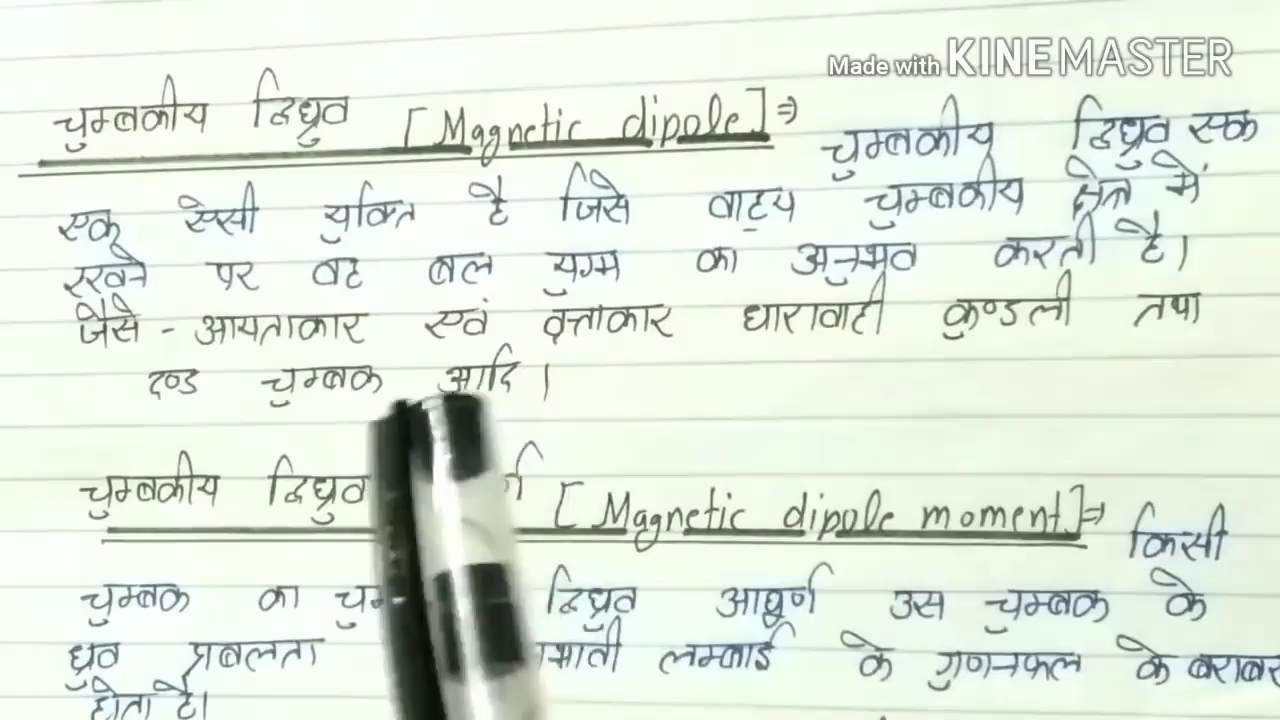 Made with KINEMASTER
चुम्बकीय द्विध्रुव [Magnetic dipole] ⇒ चुम्बकीय द्विध्रुव एक
एक ऐसी युक्ति है जिसे बाह्य चुम्बकीय क्षेत्र में
रखने पर वह बल युग्म का अनुभव करती है।
जैसे - आयताकार एवं वृत्ताकार धारावाही कुण्डली तथा
दण्ड चुम्बक आदि।
चुम्बकीय द्विध्रुव [Magnetic dipole moment] ⇒ किसी
चुम्बक का द्विध्रुव आघूर्ण उस चुम्बक के
ध्रुव प्रबलता लम्बाई के गुणनफल के बराबर
होता है।